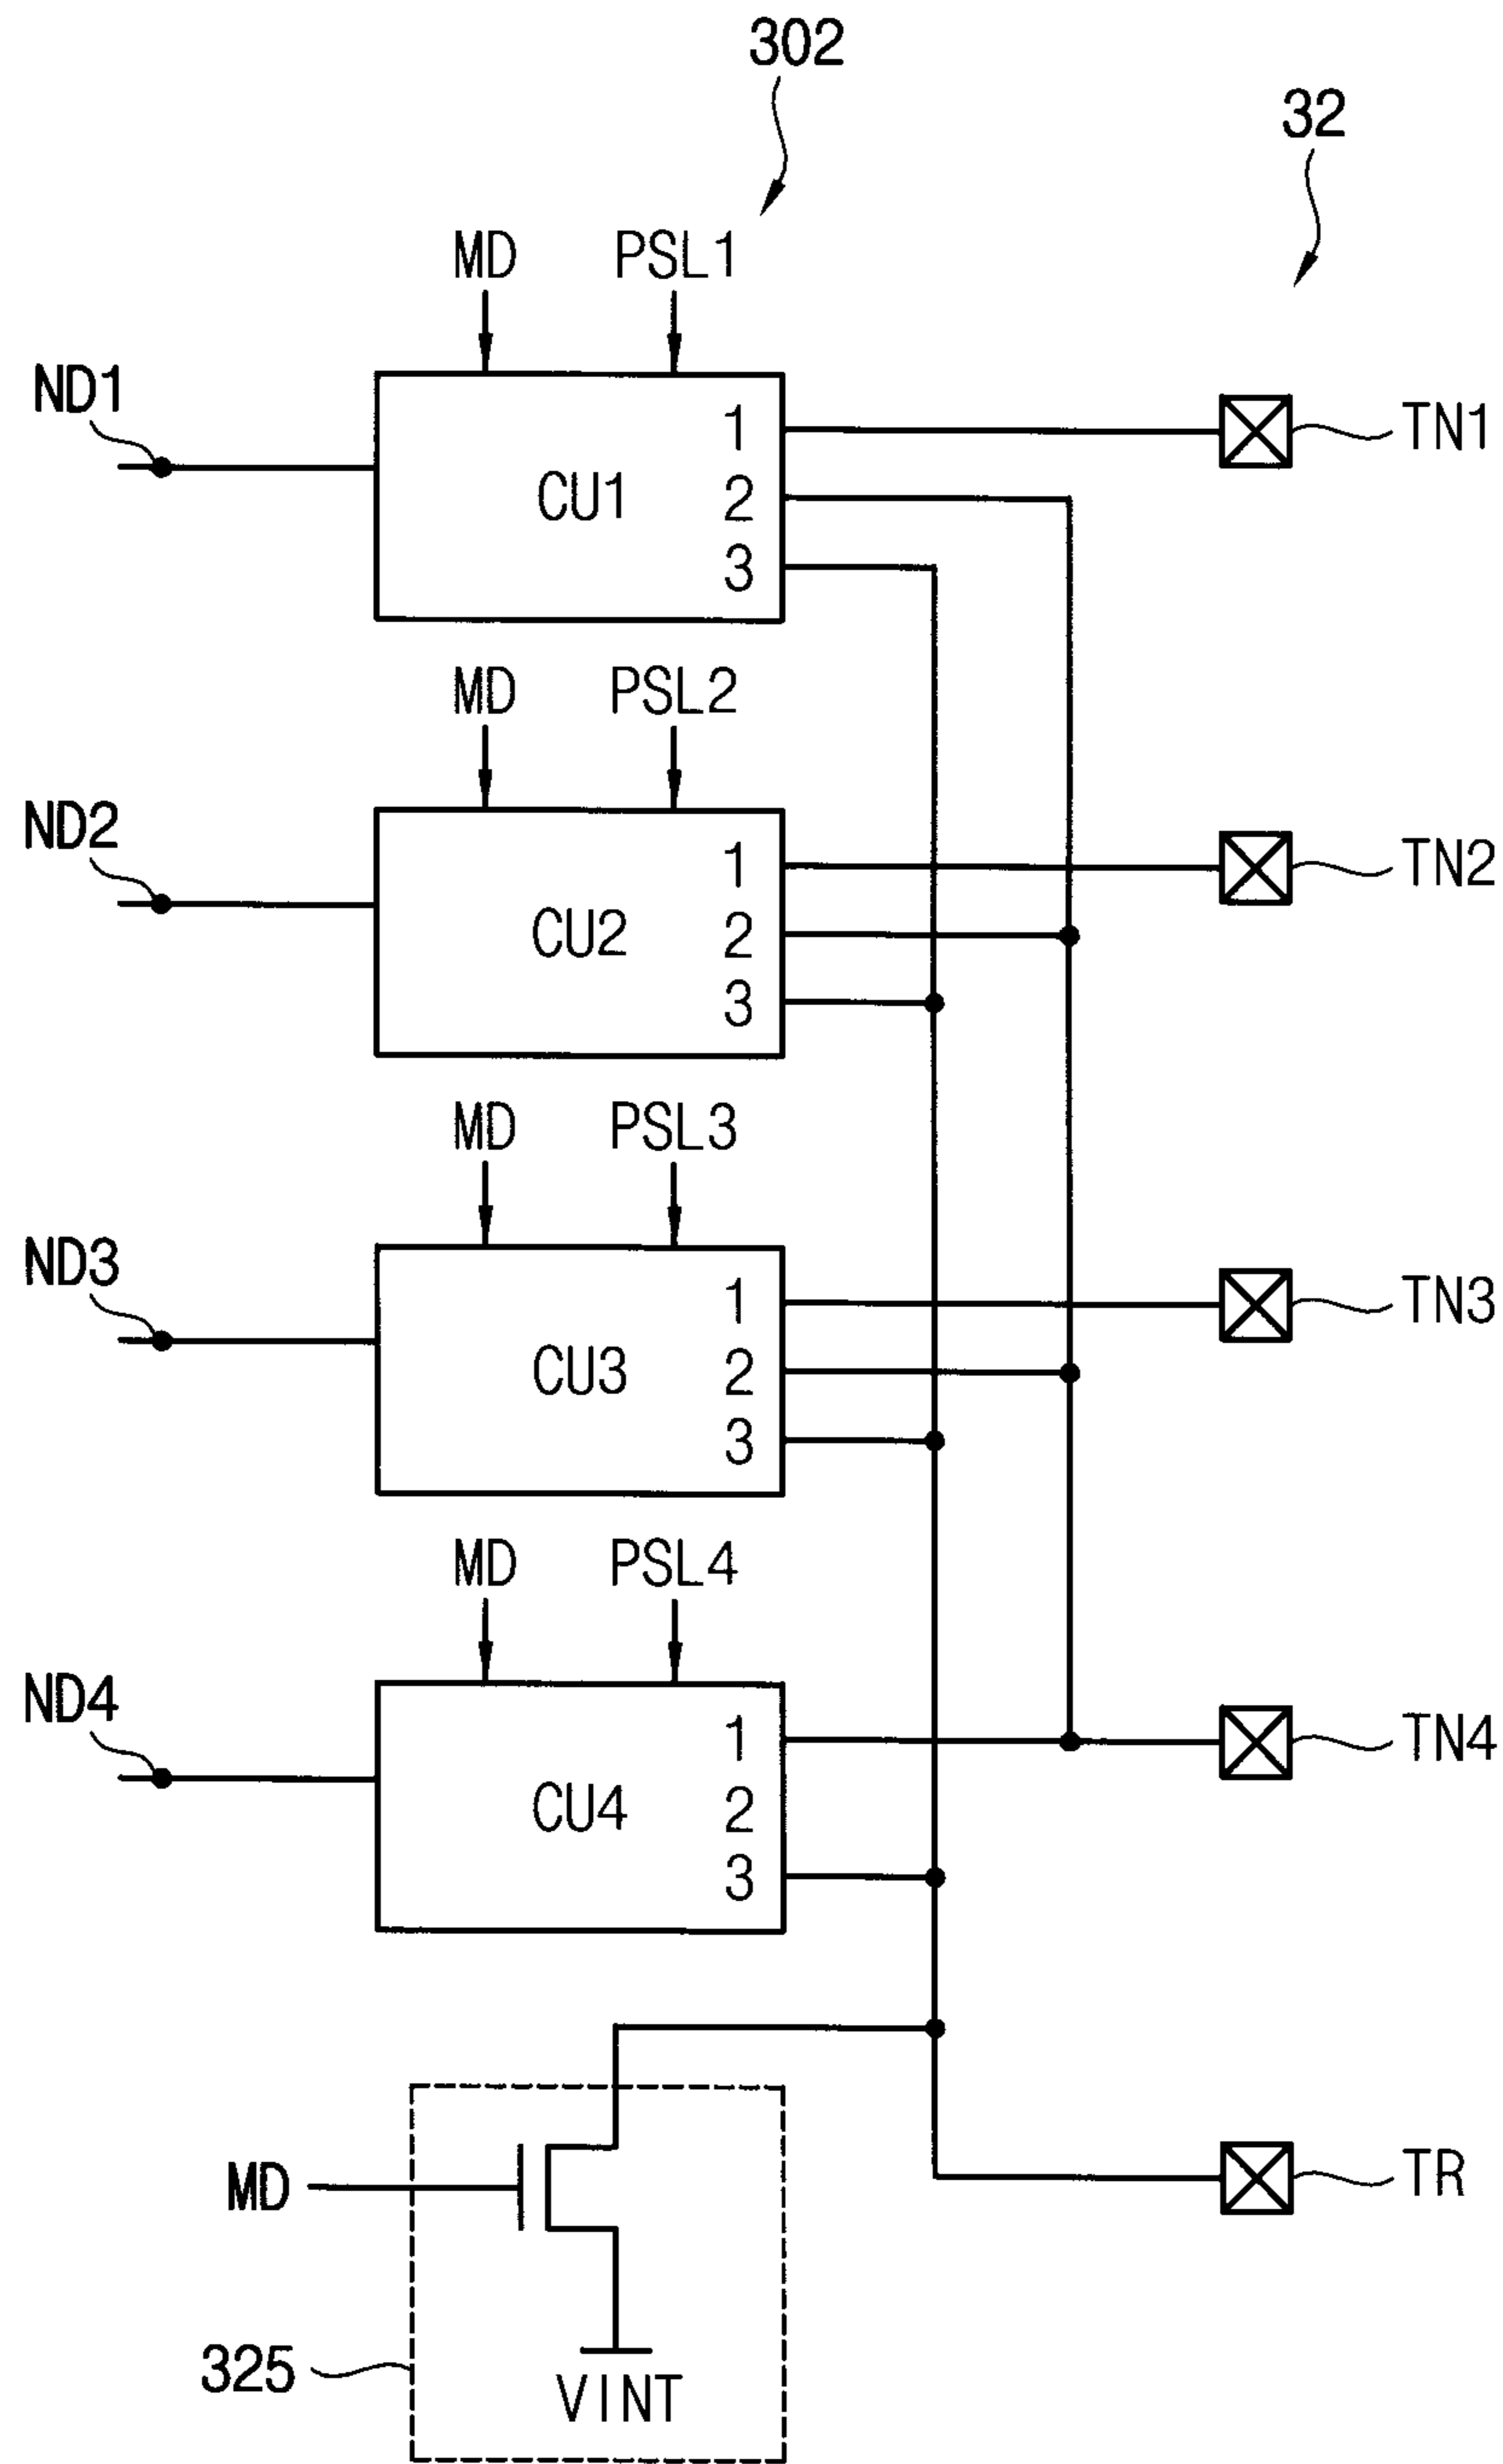 302
32
MD PSL1
ND1
1 TN1
CU1 2
3
MD PSL2
ND2
1 TN2
CU2 2
3
MD PSL3
ND3
1 TN3
CU3 2
3
MD PSL4
ND4
1 TN4
CU4 2
3
MD
TR
325
VINT